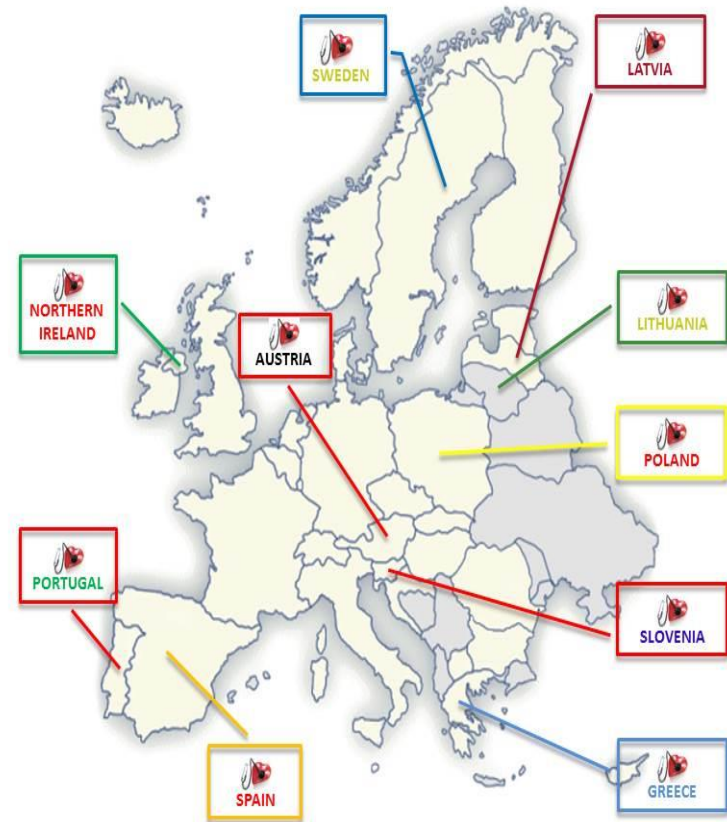 SWEDEN
LATVIA
NORTHERN
IRELAND
AUSTRIA
LITHUANIA
POLAND
PORTUGAL
SLOVENIA
SPAIN
GREECE